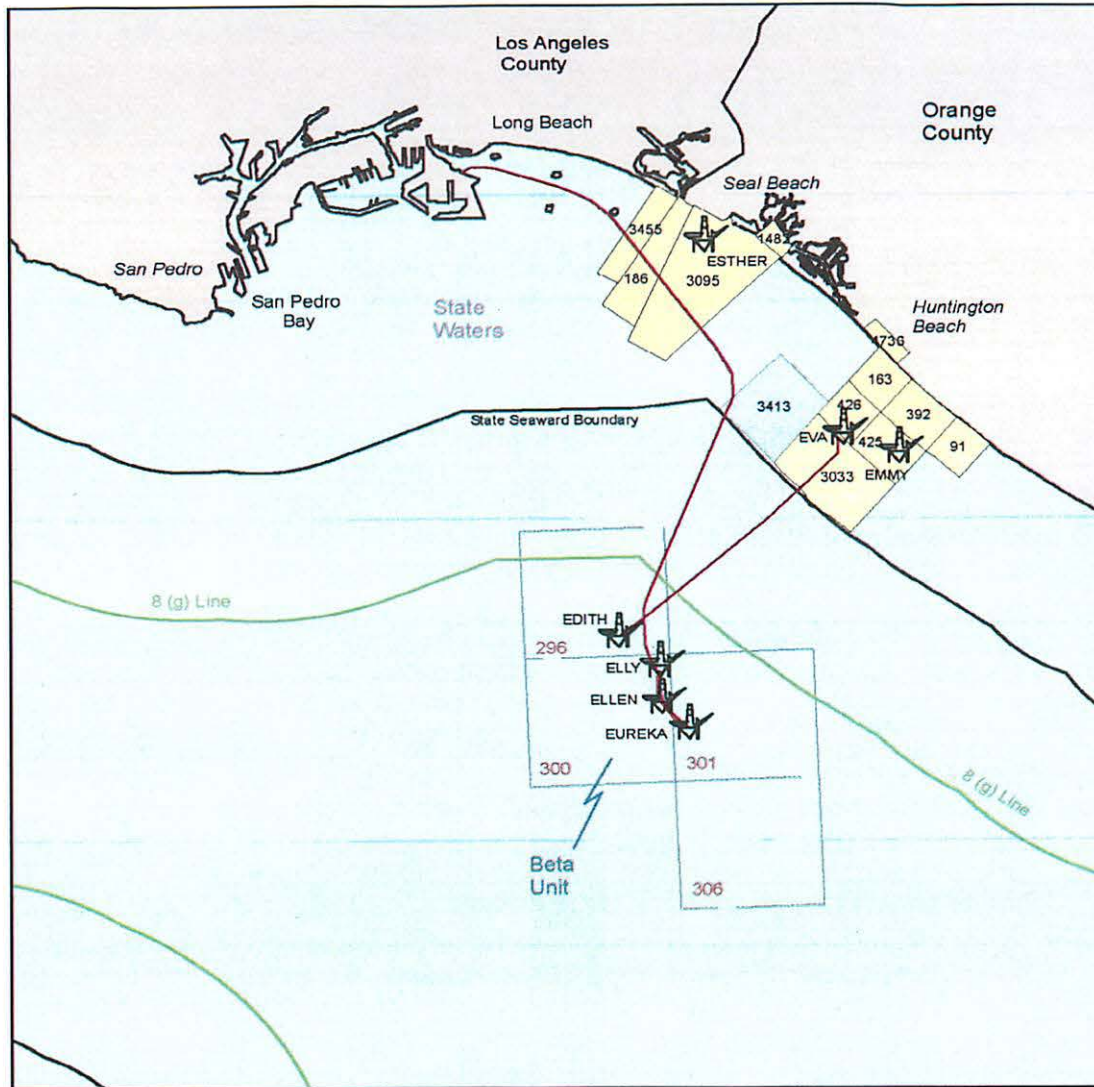 Los Angeles
County
Orange
County
Long Beach
Seal Beach
3455
1482
ESTHER
186
3095
San Pedro
San Pedro
Bay
State
Waters
Huntington
Beach
4736
163
3413
426
392
State Seaward Boundary
EVA
425
91
EMMY
3033
8 (g) Line
EDITH
296
ELLY
ELLEN
EUREKA
300
301
8 (g) Line
Beta
Unit
306